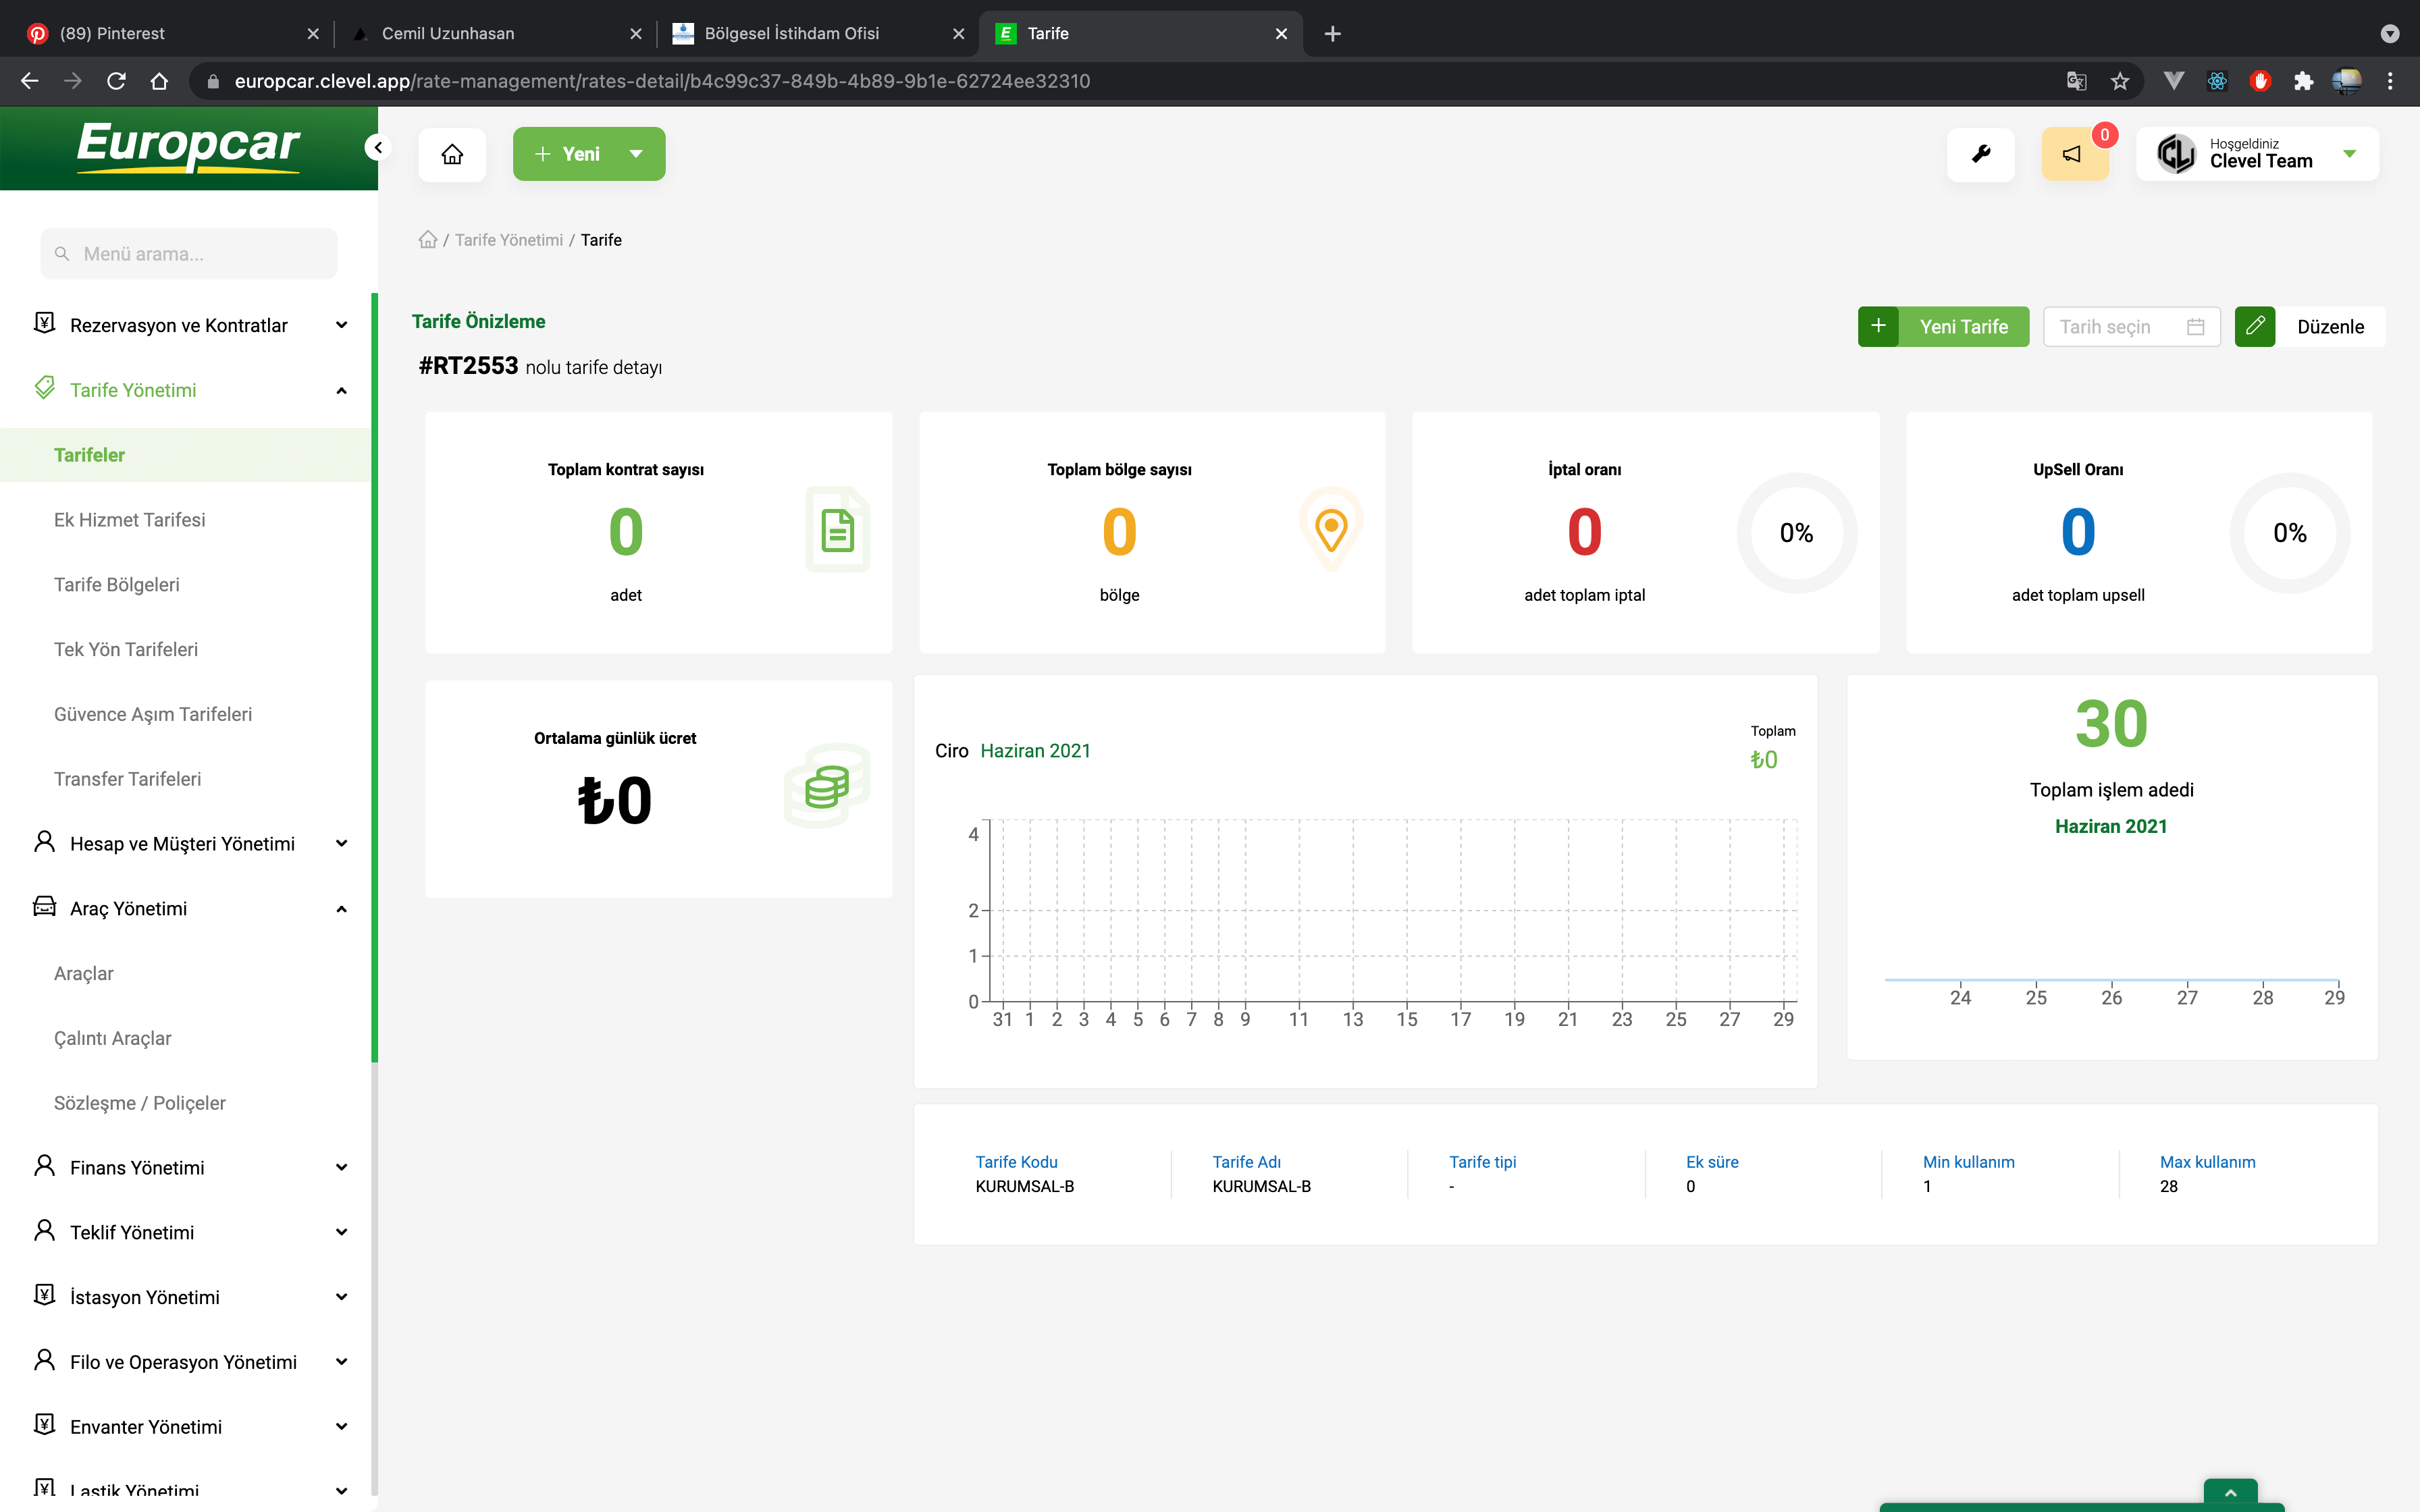 (89) Pinterest
Cemil Uzunhasan
Bölgesel İstihdam Ofisi
Tarife
europcar.clevel.app/rate-management/rates-detail/b4c99c37-849b-4b89-9b1e-62724ee32310
Europcar
Yeni
0
Hoşgeldiniz
Clevel Team
Menü arama...
/ Tarife Yönetimi / Tarife
Rezervasyon ve Kontratlar
Tarife Yönetimi
Tarifeler
Ek Hizmet Tarifesi
Tarife Bölgeleri
Tek Yön Tarifeleri
Güvence Aşım Tarifeleri
Transfer Tarifeleri
Hesap ve Müşteri Yönetimi
Araç Yönetimi
Araçlar
Çalıntı Araçlar
Sözleşme / Poliçeler
Finans Yönetimi
Teklif Yönetimi
İstasyon Yönetimi
Filo ve Operasyon Yönetimi
Envanter Yönetimi
Lastik Yönetimi
Tarife Önizleme
#RT2553 nolu tarife detayı
Yeni Tarife
Tarih seçin
Düzenle
Toplam kontrat sayısı
0
adet
Toplam bölge sayısı
0
bölge
İptal oranı
0
adet toplam iptal
0%
UpSell Oranı
0
adet toplam upsell
0%
Ortalama günlük ücret
₺0
Ciro Haziran 2021
Toplam
₺0
4
2
1
0
31 1 2 3 4 5 6 7 8 9 11 13 15 17 19 21 23 25 27 29
30
Toplam işlem adedi
Haziran 2021
24 25 26 27 28 29
Tarife Kodu Tarife Adı Tarife tipi Ek süre Min kullanım Max kullanım
KURUMSAL-B KURUMSAL-B - 0 1 28